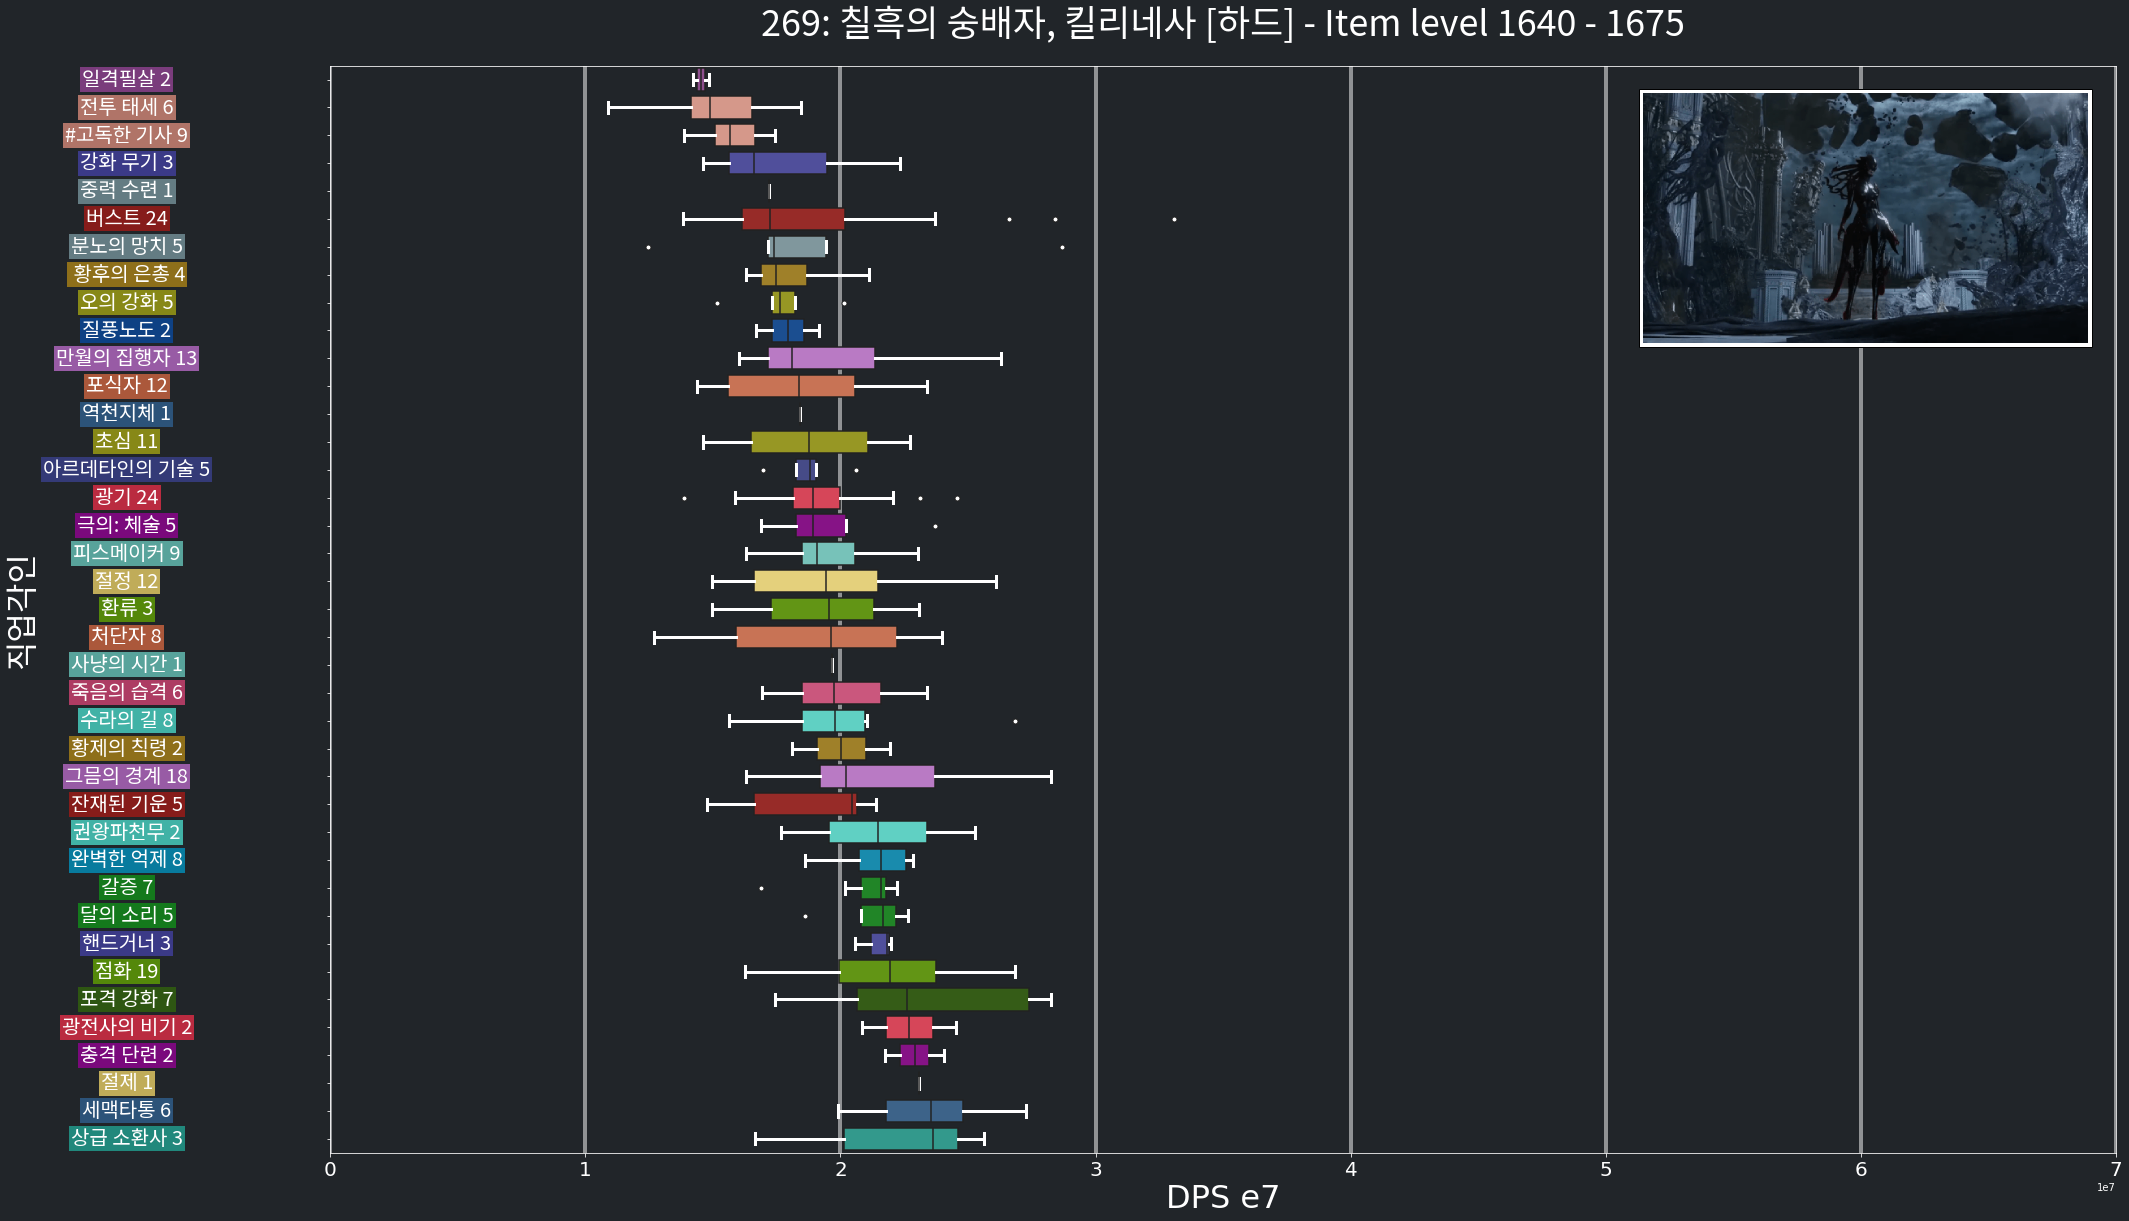 269: 칠흑의 숭배자, 킬리네사 [하드] - Item level 1640 - 1675
직업각인
일격필살 2
전투 태세 6
#고독한 기사 9
강화 무기 3
중력 수련 1
버스트 24
분노의 망치 5
황후의 은총 4
오의 강화 5
질풍노도 2
만월의 집행자 13
포식자 12
역천지체 1
초심 11
아르데타인의 기술 5
광기 24
극의: 체술 5
피스메이커 9
절정 12
환류 3
처단자 8
사냥의 시간 1
죽음의 습격 6
수라의 길 8
황제의 칙령 2
그믐의 경계 18
잔재된 기운 5
권왕파천무 2
완벽한 억제 8
갈증 7
달의 소리 5
핸드거너 3
점화 19
포격 강화 7
광전사의 비기 2
충격 단련 2
절제 1
세맥타통 6
상급 소환사 3
0 1 2 3 4 5 6 7
1e7
DPS e7